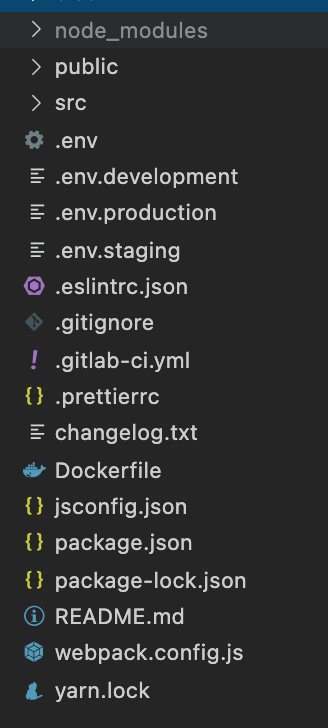 node_modules
public
src
.env
.env.development
.env.production
.env.staging
.eslintrc.json
.gitignore
.gitlab-ci.yml
.prettierrc
changelog.txt
Dockerfile
jsconfig.json
package.json
package-lock.json
README.md
webpack.config.js
yarn.lock